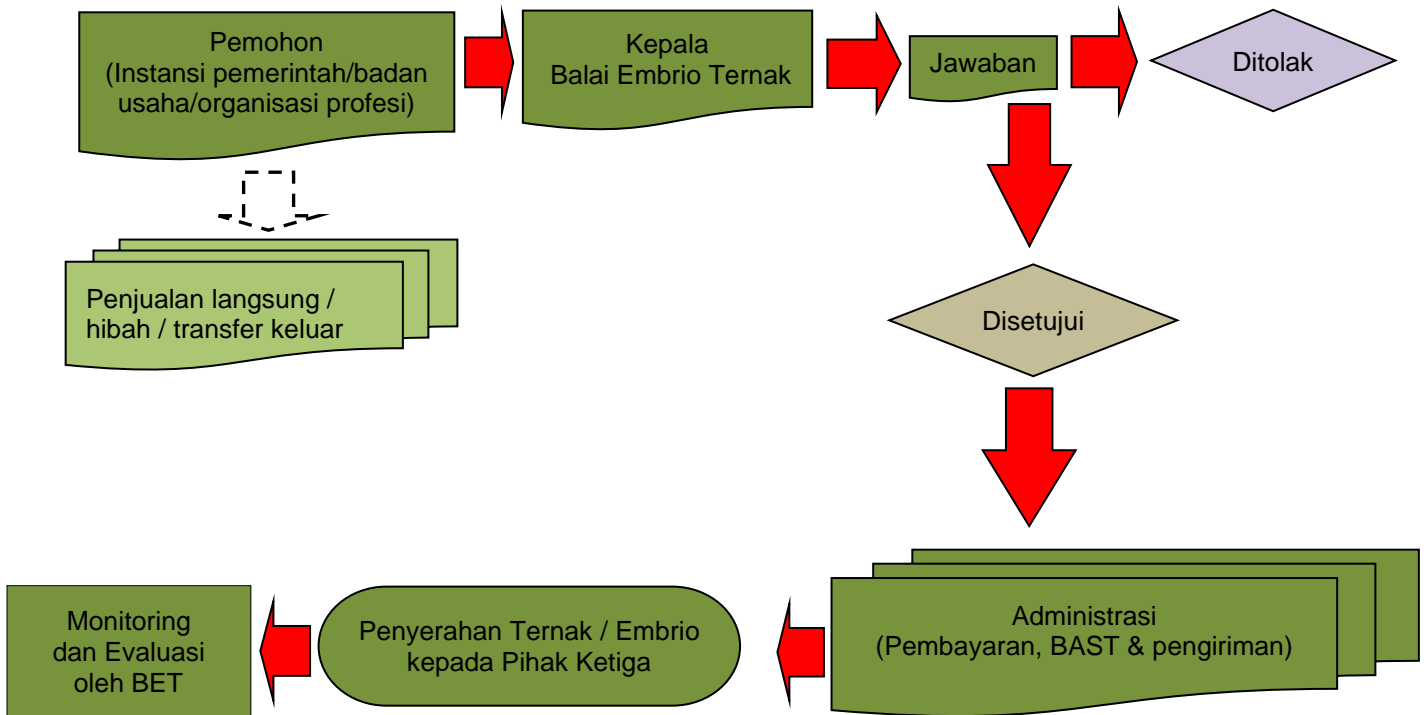 Pemohon
(Instansi pemerintah/badan
usaha/organisasi profesi)
Kepala
Balai Embrio Ternak
Jawaban
Ditolak
Penjualan langsung /
hibah / transfer keluar
Disetujui
Administrasi
(Pembayaran, BAST & pengiriman)
Penyerahan Ternak / Embrio
kepada Pihak Ketiga
Monitoring
dan Evaluasi
oleh BET